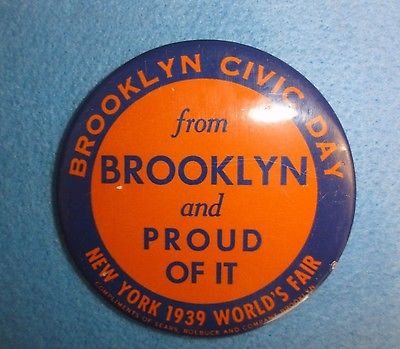 BROOKLYN CIVIC DAY
from
BROOKLYN
and
PROUD
OF IT
NEW YORK 1939 WORLD'S FAIR
COMPLIMENTS OF SEARS, ROEBUCK AND COMPANY, BROOKLYN